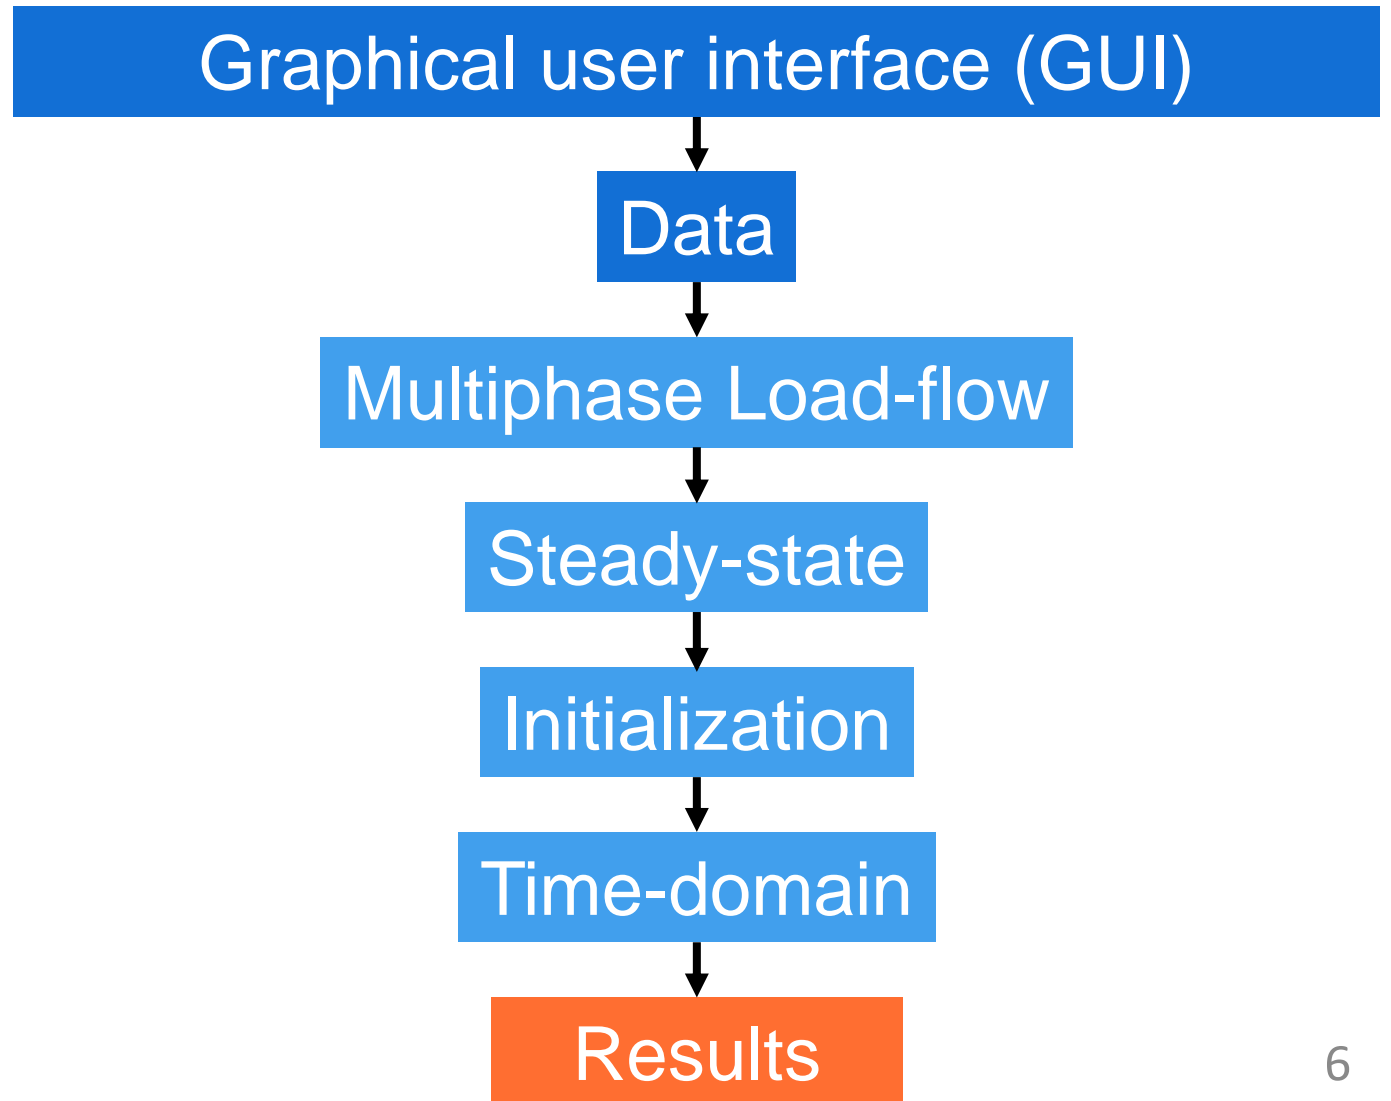 Graphical user interface (GUI)
Data
Multiphase Load-flow
Steady-state
Initialization
Time-domain
Results
6